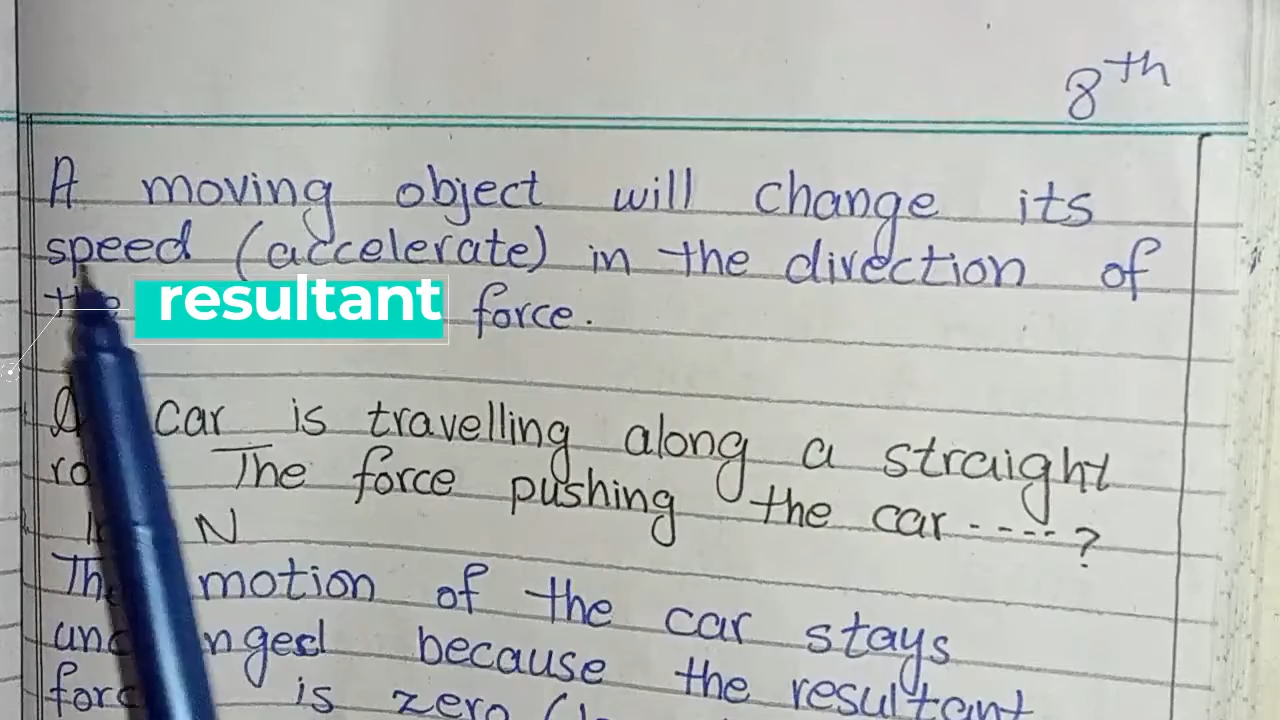 8th
A moving object will change its
speed (accelerate) in the direction of
the resultant force.
car is travelling along a straight
The force pushing the car ----?
N
motion of the car stays
because the resultant
is zero